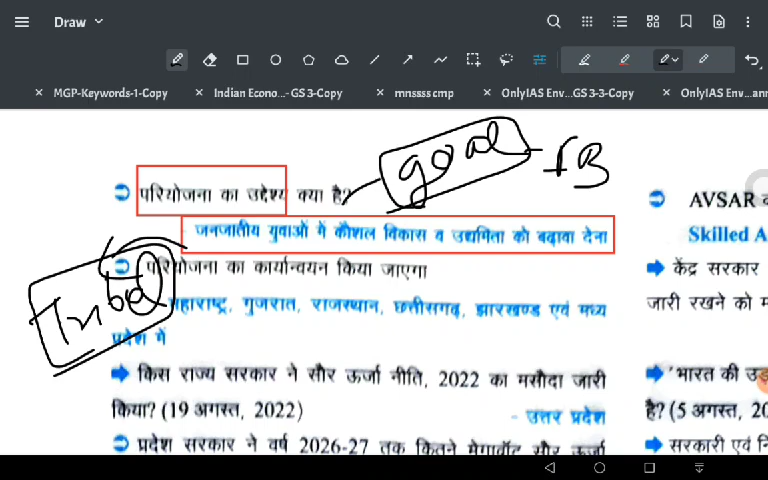 Draw
MGP-Keywords-1-Copy
Indian Econo...- GS 3-Copy
mnssss cmp
OnlyIAS Env...GS 3-3-Copy
OnlyIAS Env...ann
goal
परियोजना का उद्देश्य क्या है?
जनजातीय युवाओं में कौशल विकास व उद्यमिता को बढ़ावा देना
परियोजना का कार्यान्वयन किया जाएगा
महाराष्ट्र, गुजरात, राजस्थान, छत्तीसगढ़, झारखण्ड एवं मध्य
प्रदेश में
किस राज्य सरकार ने सौर ऊर्जा नीति, 2022 का मसौदा जारी
किया? (19 अगस्त, 2022) - उत्तर प्रदेश
प्रदेश सरकार ने वर्ष 2026-27 तक कितने मेगावॉट सौर ऊर्जा
AVSAR
Skilled A
केंद्र सरकार
जारी रखने को
'भारत की
है? (5 अगस्त, 20
सरकारी एवं